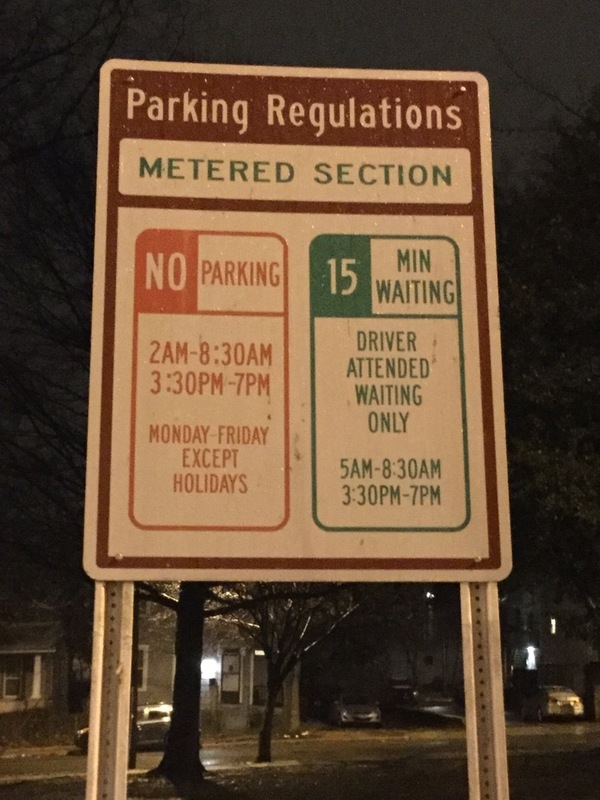 Parking Regulations
METERED SECTION
NO PARKING
2AM-8:30AM
3:30PM-7PM
MONDAY-FRIDAY
EXCEPT
HOLIDAYS
15 MIN
WAITING
DRIVER
ATTENDED
WAITING
ONLY
5AM-8:30AM
3:30PM-7PM